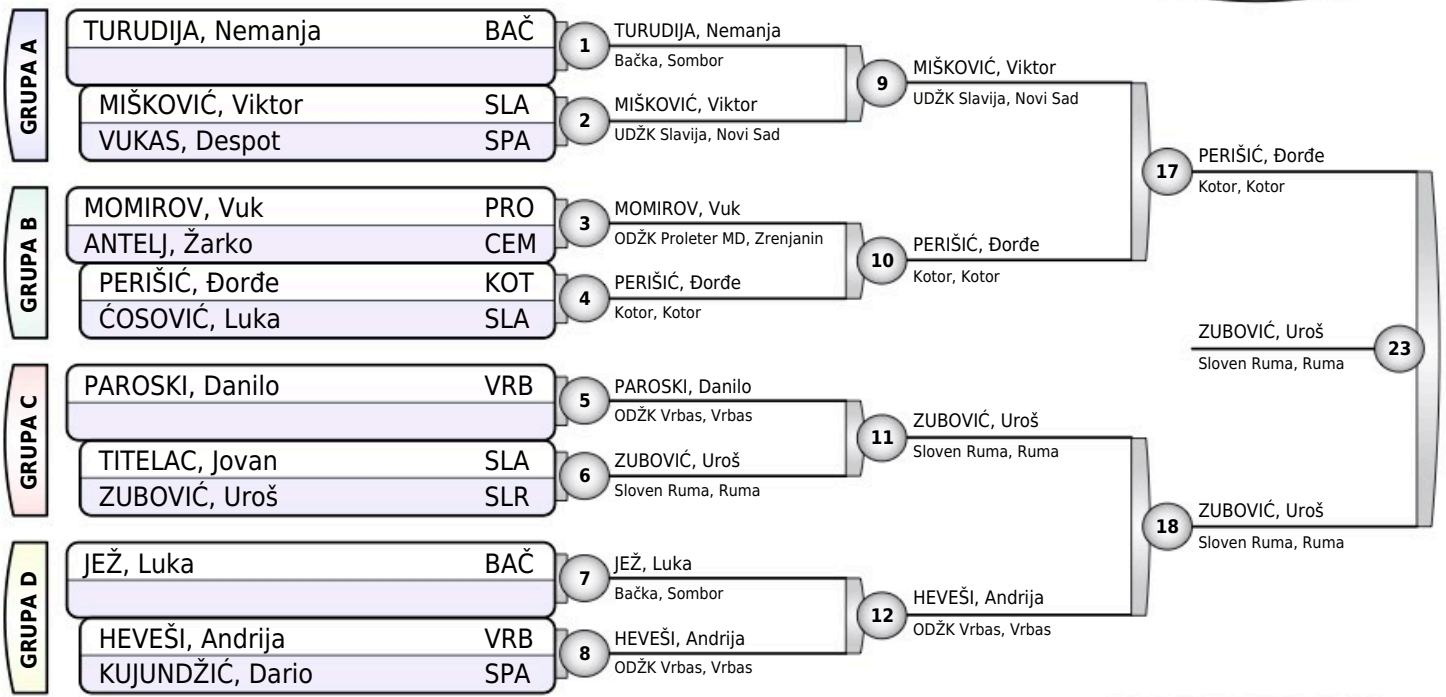 GRUPA A
TURUDIJA, Nemanja BAČ
MIŠKOVIĆ, Viktor SLA
VUKAS, Despot SPA
1
TURUDIJA, Nemanja
Bačka, Sombor
2
MIŠKOVIĆ, Viktor
UDŽK Slavija, Novi Sad
9
MIŠKOVIĆ, Viktor
UDŽK Slavija, Novi Sad
GRUPA B
MOMIROV, Vuk PRO
ANTELJ, Žarko CEM
PERIŠIĆ, Đorđe KOT
ĆOSOVIĆ, Luka SLA
3
MOMIROV, Vuk
ODŽK Proleter MD, Zrenjanin
4
PERIŠIĆ, Đorđe
Kotor, Kotor
10
PERIŠIĆ, Đorđe
Kotor, Kotor
17
PERIŠIĆ, Đorđe
Kotor, Kotor
GRUPA C
PAROSKI, Danilo VRB
TITELAC, Jovan SLA
ZUBOVIĆ, Uroš SLR
5
PAROSKI, Danilo
ODŽK Vrbas, Vrbas
6
ZUBOVIĆ, Uroš
Sloven Ruma, Ruma
11
ZUBOVIĆ, Uroš
Sloven Ruma, Ruma
GRUPA D
JEŽ, Luka BAČ
HEVEŠI, Andrija VRB
KUJUNDŽIĆ, Dario SPA
7
JEŽ, Luka
Bačka, Sombor
8
HEVEŠI, Andrija
ODŽK Vrbas, Vrbas
12
HEVEŠI, Andrija
ODŽK Vrbas, Vrbas
18
ZUBOVIĆ, Uroš
Sloven Ruma, Ruma
ZUBOVIĆ, Uroš
Sloven Ruma, Ruma
23